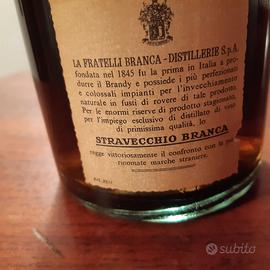 LA FRATELLI BRANCA - DISTILLERIE S.p.A.
fondata nel 1845 fu la prima in Italia a pro-
durre il Brandy e possiede i più perfezionati
e colossali impianti per l'invecchiamento
naturale in fusti di rovere di tale prodotto.
Per le enormi riserve di prodotto stagionato,
per l'impiego esclusivo di distillato di vino
di primissima qualità, lo
STRAVECCHIO BRANCA
regge vittoriosamente il confronto con le più
rinomate marche straniere.
subito